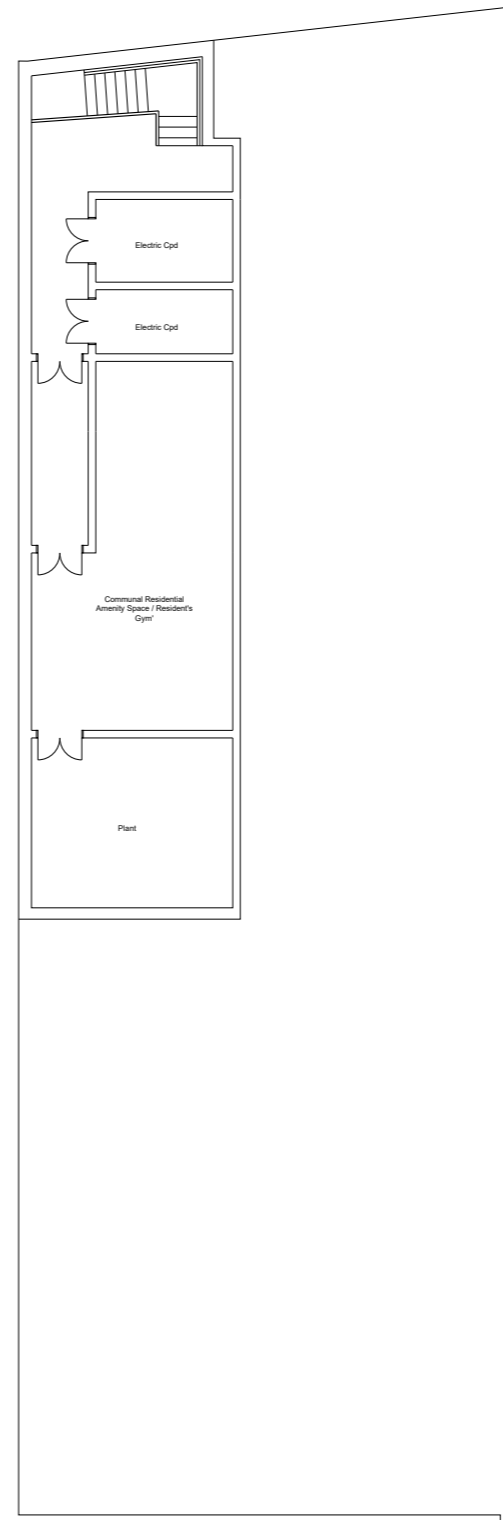 Electric Cpd
Electric Cpd
Communal Residential
Amenity Space / Resident's
Gym'
Plant